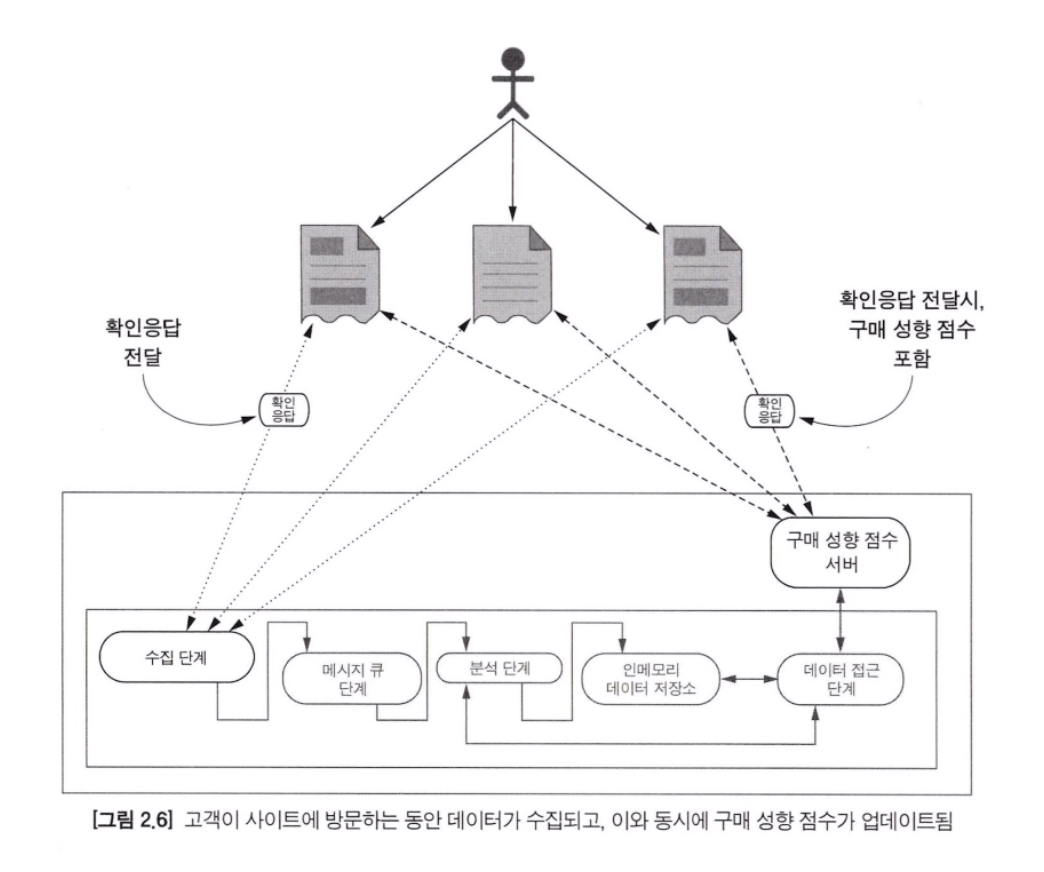 확인응답
전달
확인
응답
확인응답 전달시,
구매 성향 점수
포함
확인
응답
구매 성향 점수
서버
수집 단계
메시지 큐
단계
분석 단계
인메모리
데이터 저장소
데이터 접근
단계
[그림 2.6] 고객이 사이트에 방문하는 동안 데이터가 수집되고, 이와 동시에 구매 성향 점수가 업데이트됨